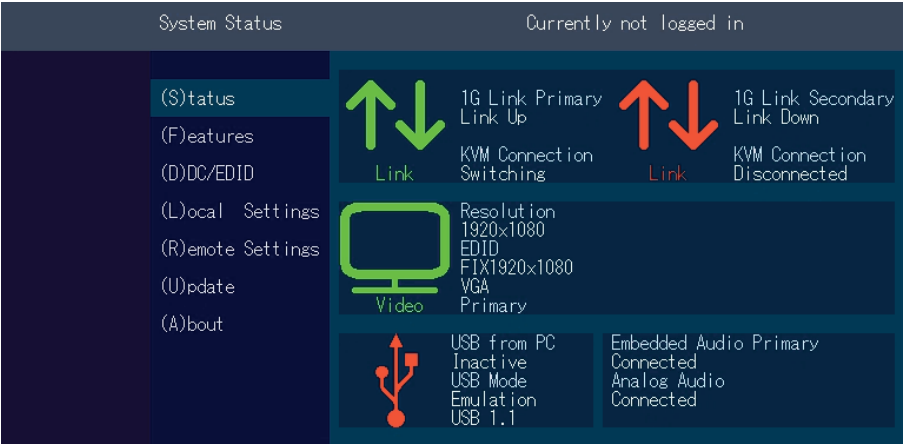 System Status
Currently not logged in
(S)tatus
(F)eatures
(D)DC/EDID
(L)ocal Settings
(R)emote Settings
(U)pdate
(A)bout
Link
1G Link Primary
Link Up
KVM Connection
Switching
Link
1G Link Secondary
Link Down
KVM Connection
Disconnected
Video
Resolution
1920x1080
EDID
FIX1920x1080
VGA
Primary
USB from PC
Inactive
USB Mode
Emulation
USB 1.1
Embedded Audio Primary
Connected
Analog Audio
Connected